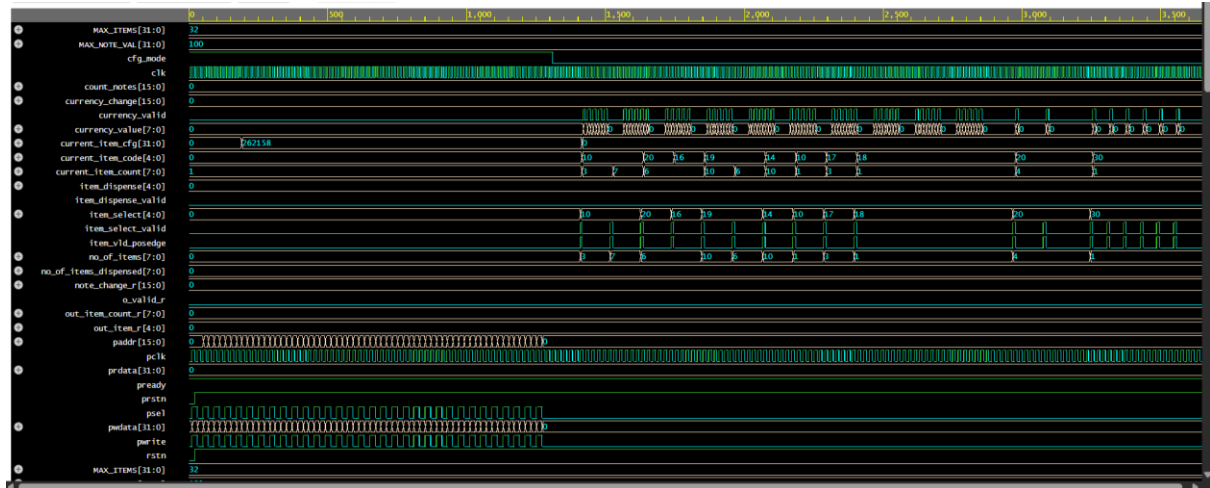 0 500 1,000 1,500 2,000 2,500 3,000 3,500
MAX_ITEMS[31:0] 32
MAX_NOTE_VAL[31:0] 100
cfg_mode
clk
count_notes[15:0] 0
currency_change[15:0] 0
currency_valid
currency_value[7:0] 0
current_item_cfg[31:0] 0 262158 0
current_item_code[4:0] 0 10 20 16 19 14 10 17 18 20 30
current_item_count[7:0] 1 3 7 6 10 6 10 1 3 1 4 1
item_dispense[4:0] 0
item_dispense_valid
item_select[4:0] 0 10 20 16 19 14 10 17 18 20 30
item_select_valid
item_vld_posedge
no_of_items[7:0] 0 3 7 6 10 6 10 1 3 1 4 1
no_of_items_dispensed[7:0] 0
note_change_r[15:0] 0
o_valid_r
out_item_count_r[7:0] 0
out_item_r[4:0] 0
paddr[15:0] 0 0
pclk
prdata[31:0] 0
pready
prstn
psel
pwdata[31:0] 0
pwrite
rstn
MAX_ITEMS[31:0] 32